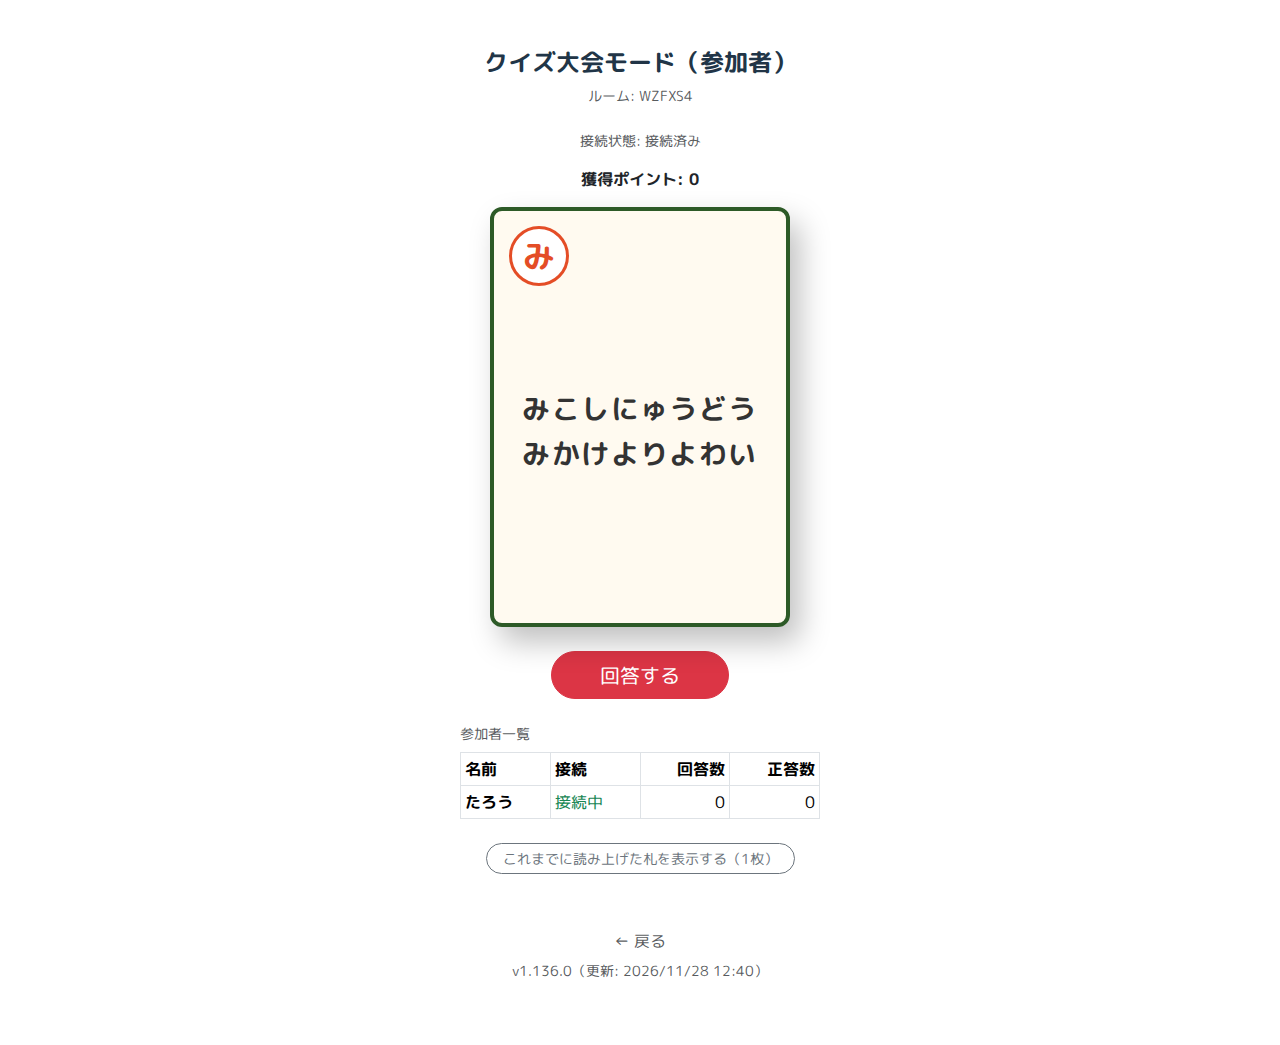 クイズ大会モード（参加者）
ルーム: WZFXS4
接続状態: 接続済み
獲得ポイント: 0
み
みこしにゅうどう
みかけよりよわい
回答する
参加者一覧
名前 接続 回答数 正答数
たろう 接続中 0 0
これまでに読み上げた札を表示する（1枚）
← 戻る
v1.136.0（更新: 2026/11/28 12:40）